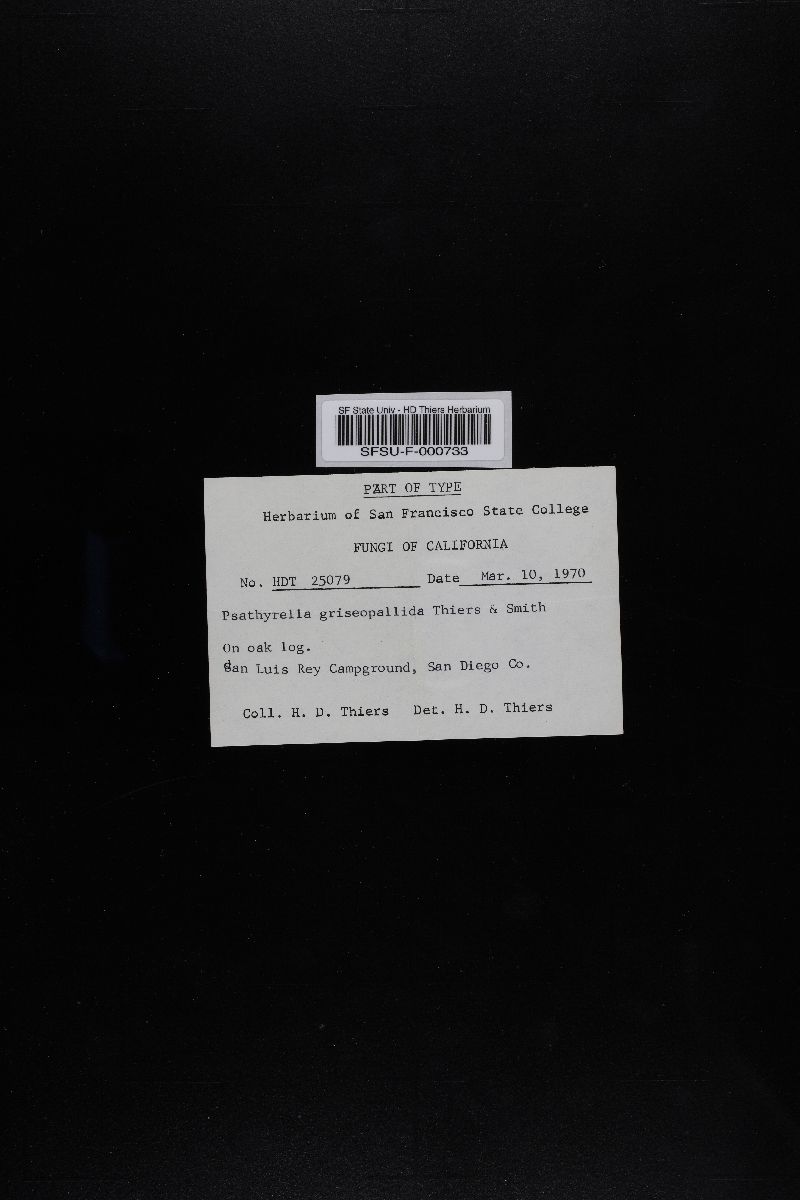 SF State Univ - HD Thiers Herbarium
SFSU-F-000733
PART OF TYPE
Herbarium of San Francisco State College
FUNGI OF CALIFORNIA
No. HDT 25079 Date Mar. 10, 1970
Psathyrella griseopallida Thiers & Smith
On oak log.
San Luis Rey Campground, San Diego Co.
Coll. H. D. Thiers Det. H. D. Thiers